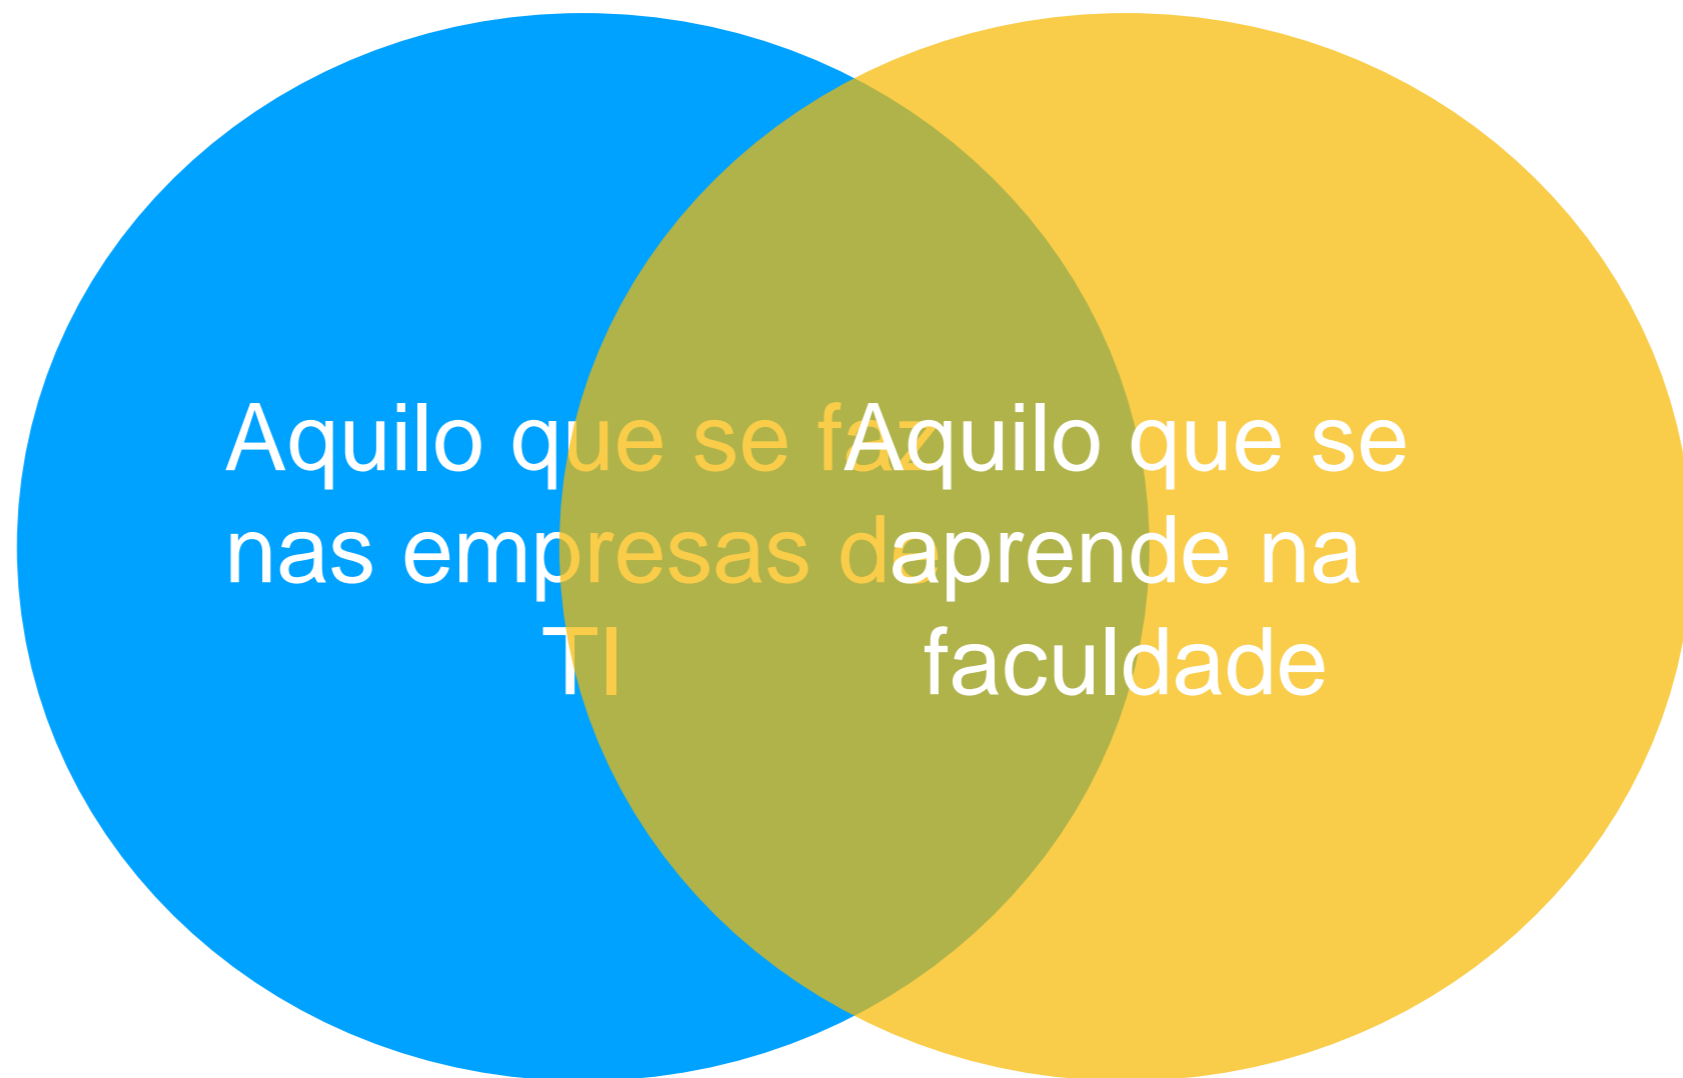 Aquilo que se faz
nas empresas de
TI
Aquilo que se
aprende na
faculdade